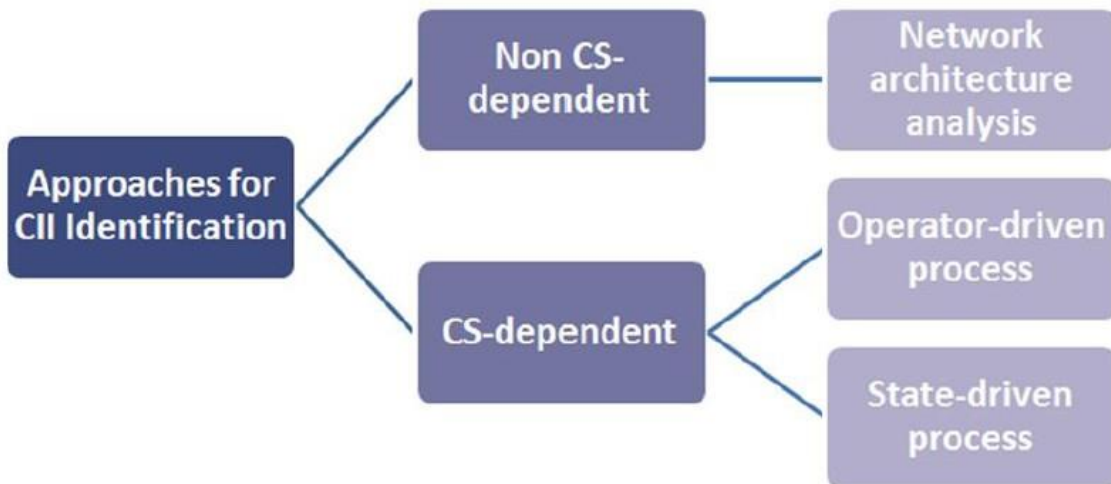 Approaches for
CII Identification
Non CS-
dependent
Network
architecture
analysis
CS-dependent
Operator-driven
process
State-driven
process